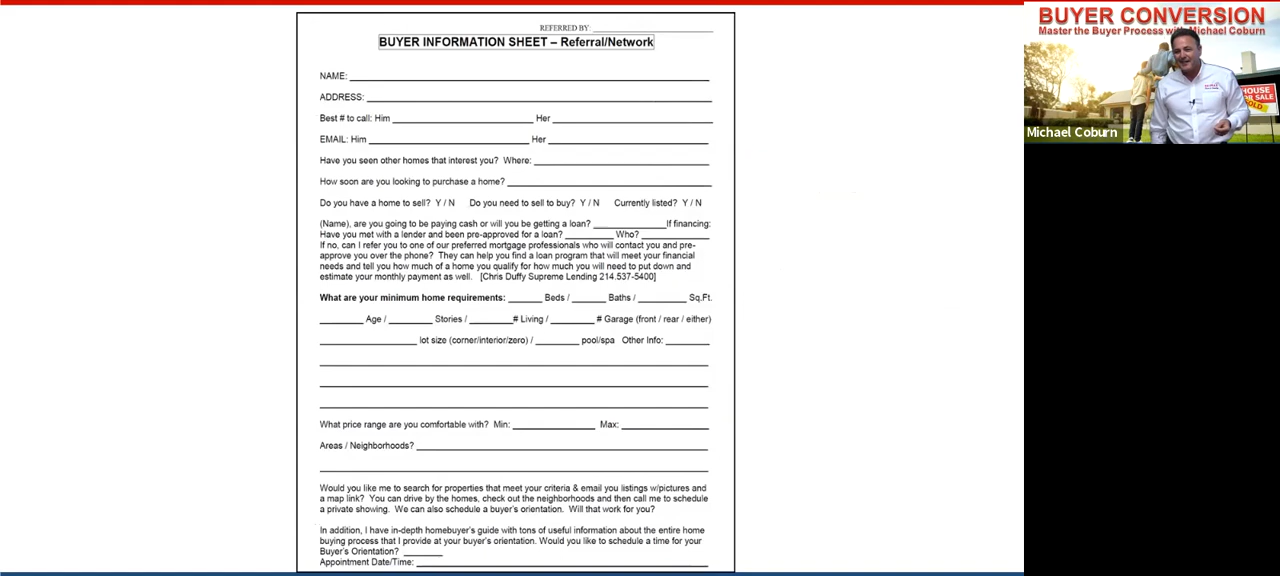 REFERRED BY:
BUYER INFORMATION SHEET – Referral/Network
NAME:
ADDRESS:
Best # to call: Him Her
EMAIL: Him Her
Have you seen other homes that interest you? Where:
How soon are you looking to purchase a home?
Do you have a home to sell? Y / N Do you need to sell to buy? Y / N Currently listed? Y / N
(Name), are you going to be paying cash or will you be getting a loan? If financing:
Have you met with a lender and been pre-approved for a loan? Who?
If no, can I refer you to one of our preferred mortgage professionals who will contact you and pre-
approve you over the phone? They can help you find a loan program that will meet your financial
needs and tell you how much of a home you qualify for how much you will need to put down and
estimate your monthly payment as well. [Chris Duffy Supreme Lending 214.537-5400]
What are your minimum home requirements: Beds / Baths / Sq.Ft.
Age / Stories / # Living / # Garage (front / rear / either)
lot size (corner/interior/zero) / pool/spa Other Info:
What price range are you comfortable with? Min: Max:
Areas / Neighborhoods?
Would you like me to search for properties that meet your criteria & email you listings w/pictures and
a map link? You can drive by the homes, check out the neighborhoods and then call me to schedule
a private showing. We can also schedule a buyer's orientation. Will that work for you?
In addition, I have in-depth homebuyer's guide with tons of useful information about the entire home
buying process that I provide at your buyer's orientation. Would you like to schedule a time for your
Buyer's Orientation?
Appointment Date/Time:
BUYER CONVERSION
Master the Buyer Process with Michael Coburn
HOUSE
FOR SALE
SOLD
Michael Coburn